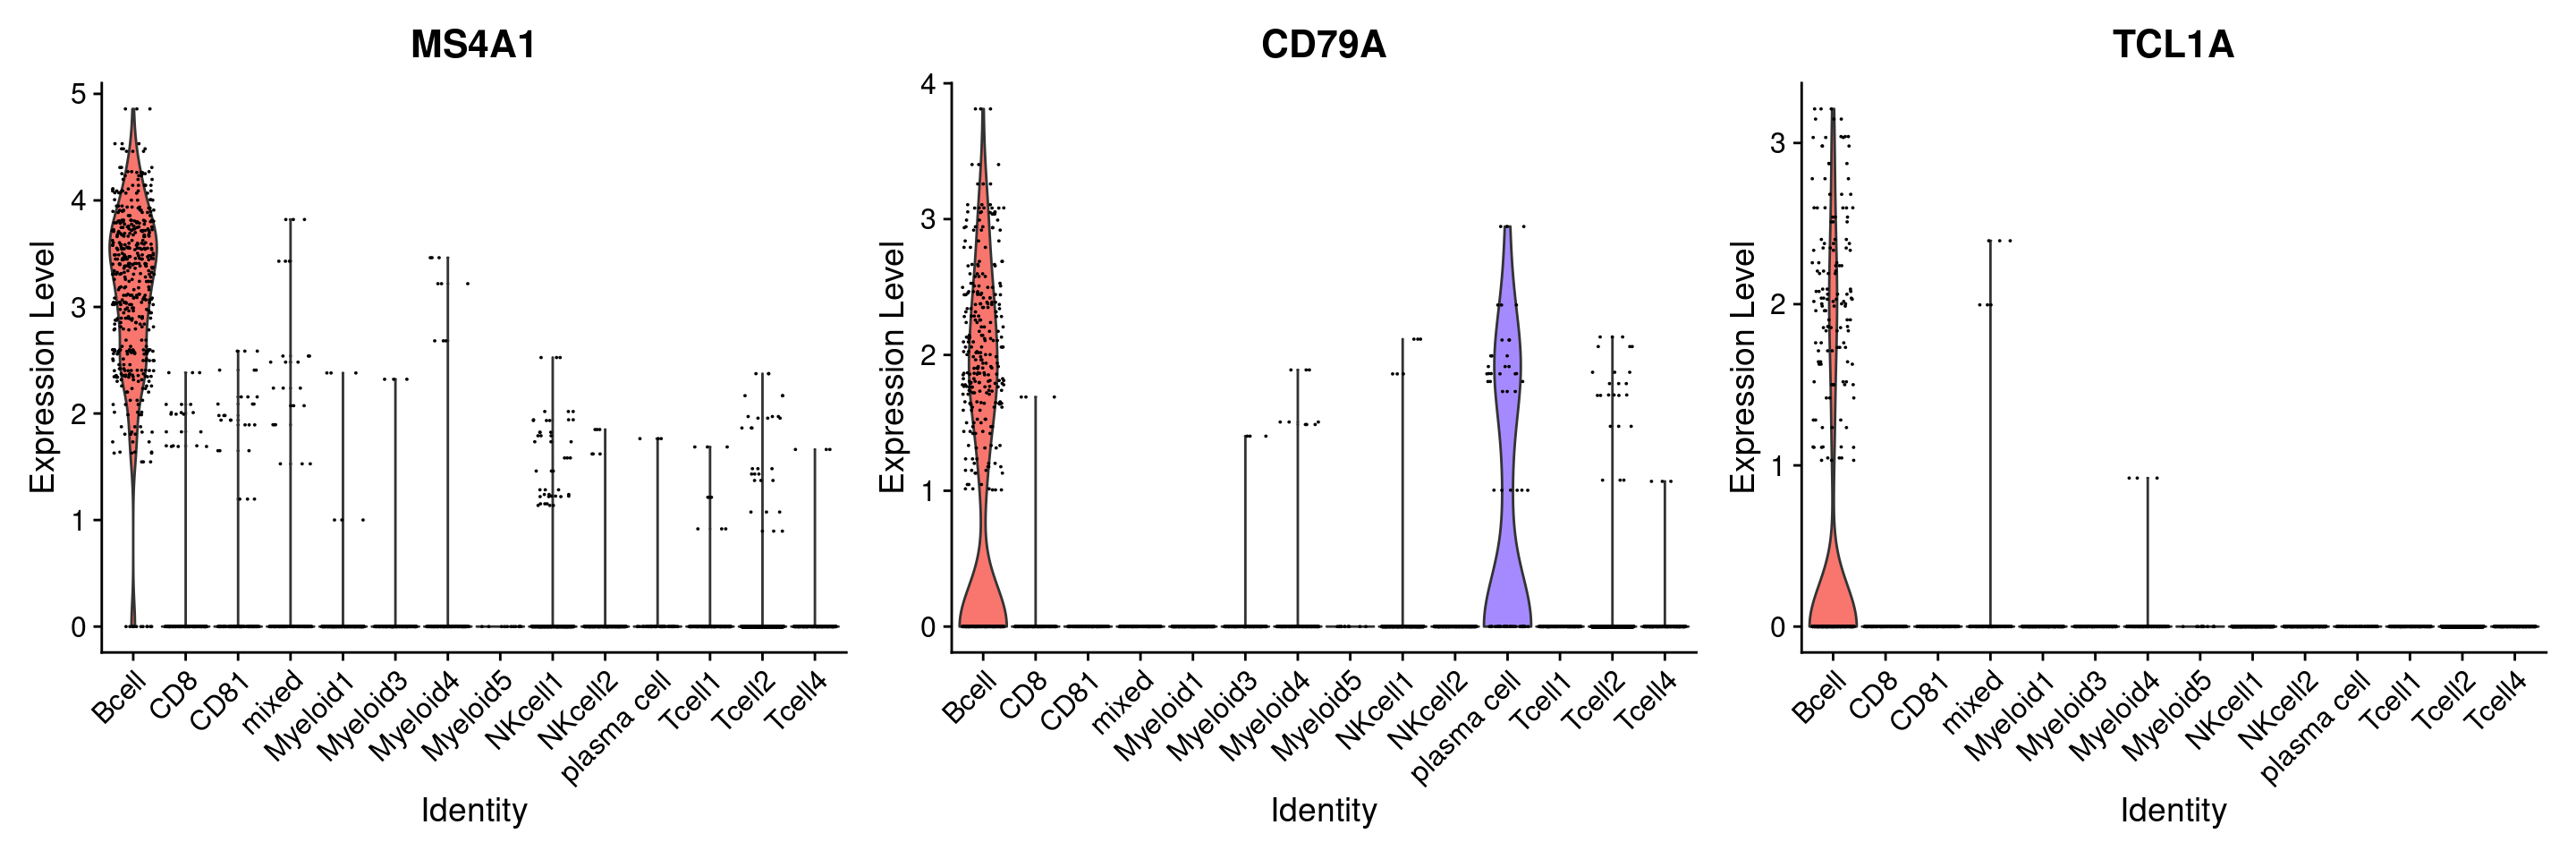 MS4A1
Expression Level
5
4
3
2
1
0
Bcell
CD8
CD81
mixed
Myeloid1
Myeloid3
Myeloid4
Myeloid5
NKcell1
NKcell2
plasma cell
Tcell1
Tcell2
Tcell4
Identity
CD79A
Expression Level
4
3
2
1
0
Bcell
CD8
CD81
mixed
Myeloid1
Myeloid3
Myeloid4
Myeloid5
NKcell1
NKcell2
plasma cell
Tcell1
Tcell2
Tcell4
Identity
TCL1A
Expression Level
3
2
1
0
Bcell
CD8
CD81
mixed
Myeloid1
Myeloid3
Myeloid4
Myeloid5
NKcell1
NKcell2
plasma cell
Tcell1
Tcell2
Tcell4
Identity